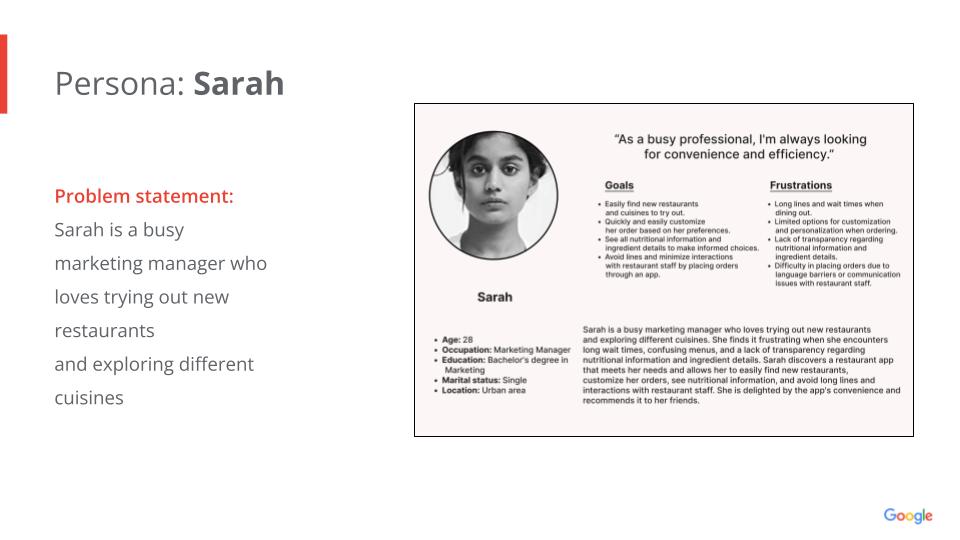 Persona: Sarah
Problem statement:
Sarah is a busy
marketing manager who
loves trying out new
restaurants
and exploring different
cuisines
Sarah
• Age: 28
• Occupation: Marketing Manager
• Education: Bachelor's degree in
Marketing
• Marital status: Single
• Location: Urban area
“As a busy professional, I'm always looking
for convenience and efficiency.”
Goals
• Easily find new restaurants
and cuisines to try out.
• Quickly and easily customize
her order based on her preferences.
• See all nutritional information and
ingredient details to make informed choices.
• Avoid lines and minimize interactions
with restaurant staff by placing orders
through an app.
Frustrations
• Long lines and wait times when
dining out.
• Limited options for customization
and personalization when ordering.
• Lack of transparency regarding
nutritional information and
ingredient details.
• Difficulty in placing orders due to
language barriers or communication
issues with restaurant staff.
Sarah is a busy marketing manager who loves trying out new restaurants
and exploring different cuisines. She finds it frustrating when she encounters
long wait times, confusing menus, and a lack of transparency regarding
nutritional information and ingredient details. Sarah discovers a restaurant app
that meets her needs and allows her to easily find new restaurants,
customize her orders, see nutritional information, and avoid long lines and
interactions with restaurant staff. She is delighted by the app's convenience and
recommends it to her friends.
Google